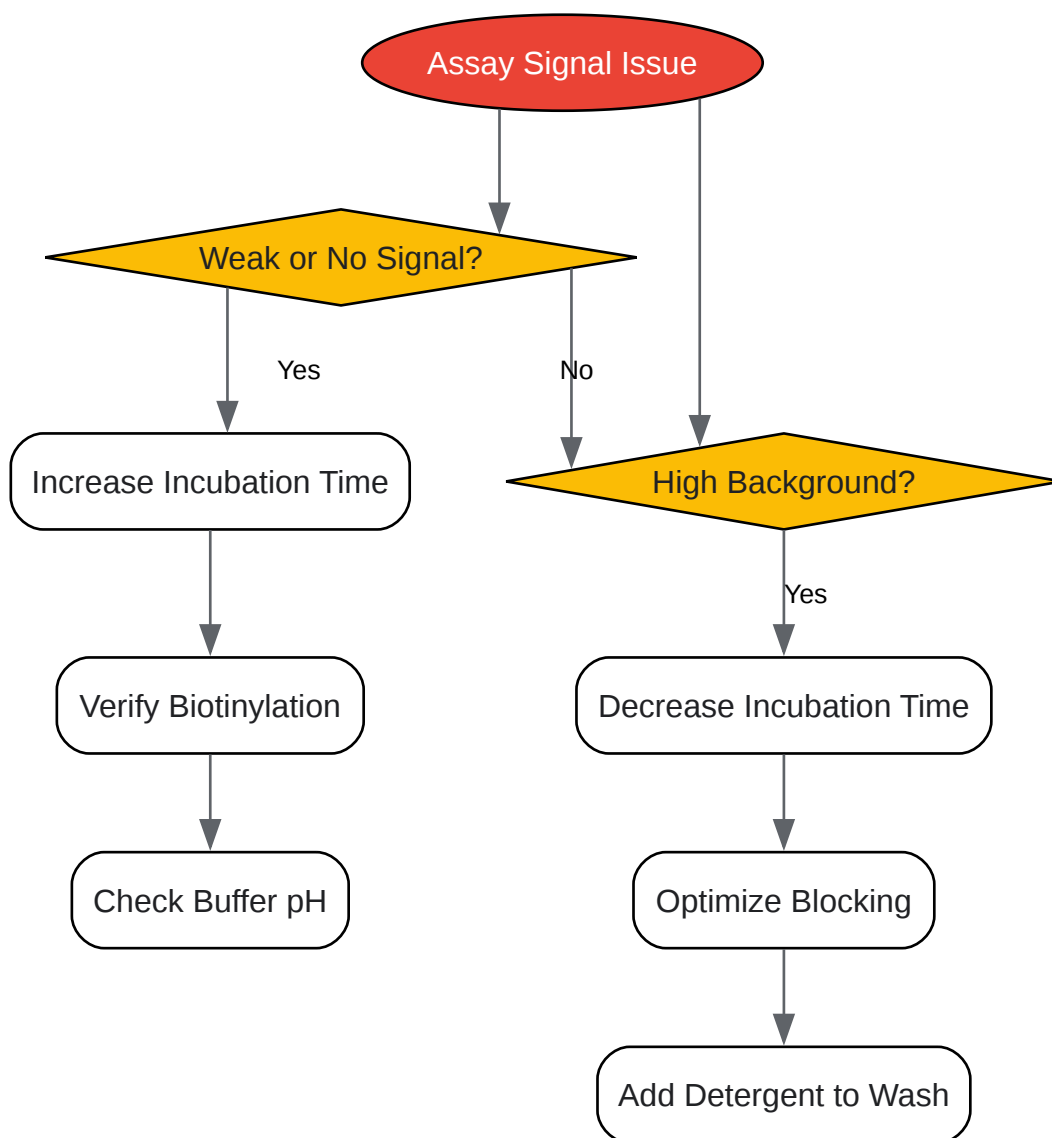 Assay Signal Issue
Weak or No Signal?
Yes
No
Increase Incubation Time
High Background?
Yes
Verify Biotinylation
Decrease Incubation Time
Check Buffer pH
Optimize Blocking
Add Detergent to Wash